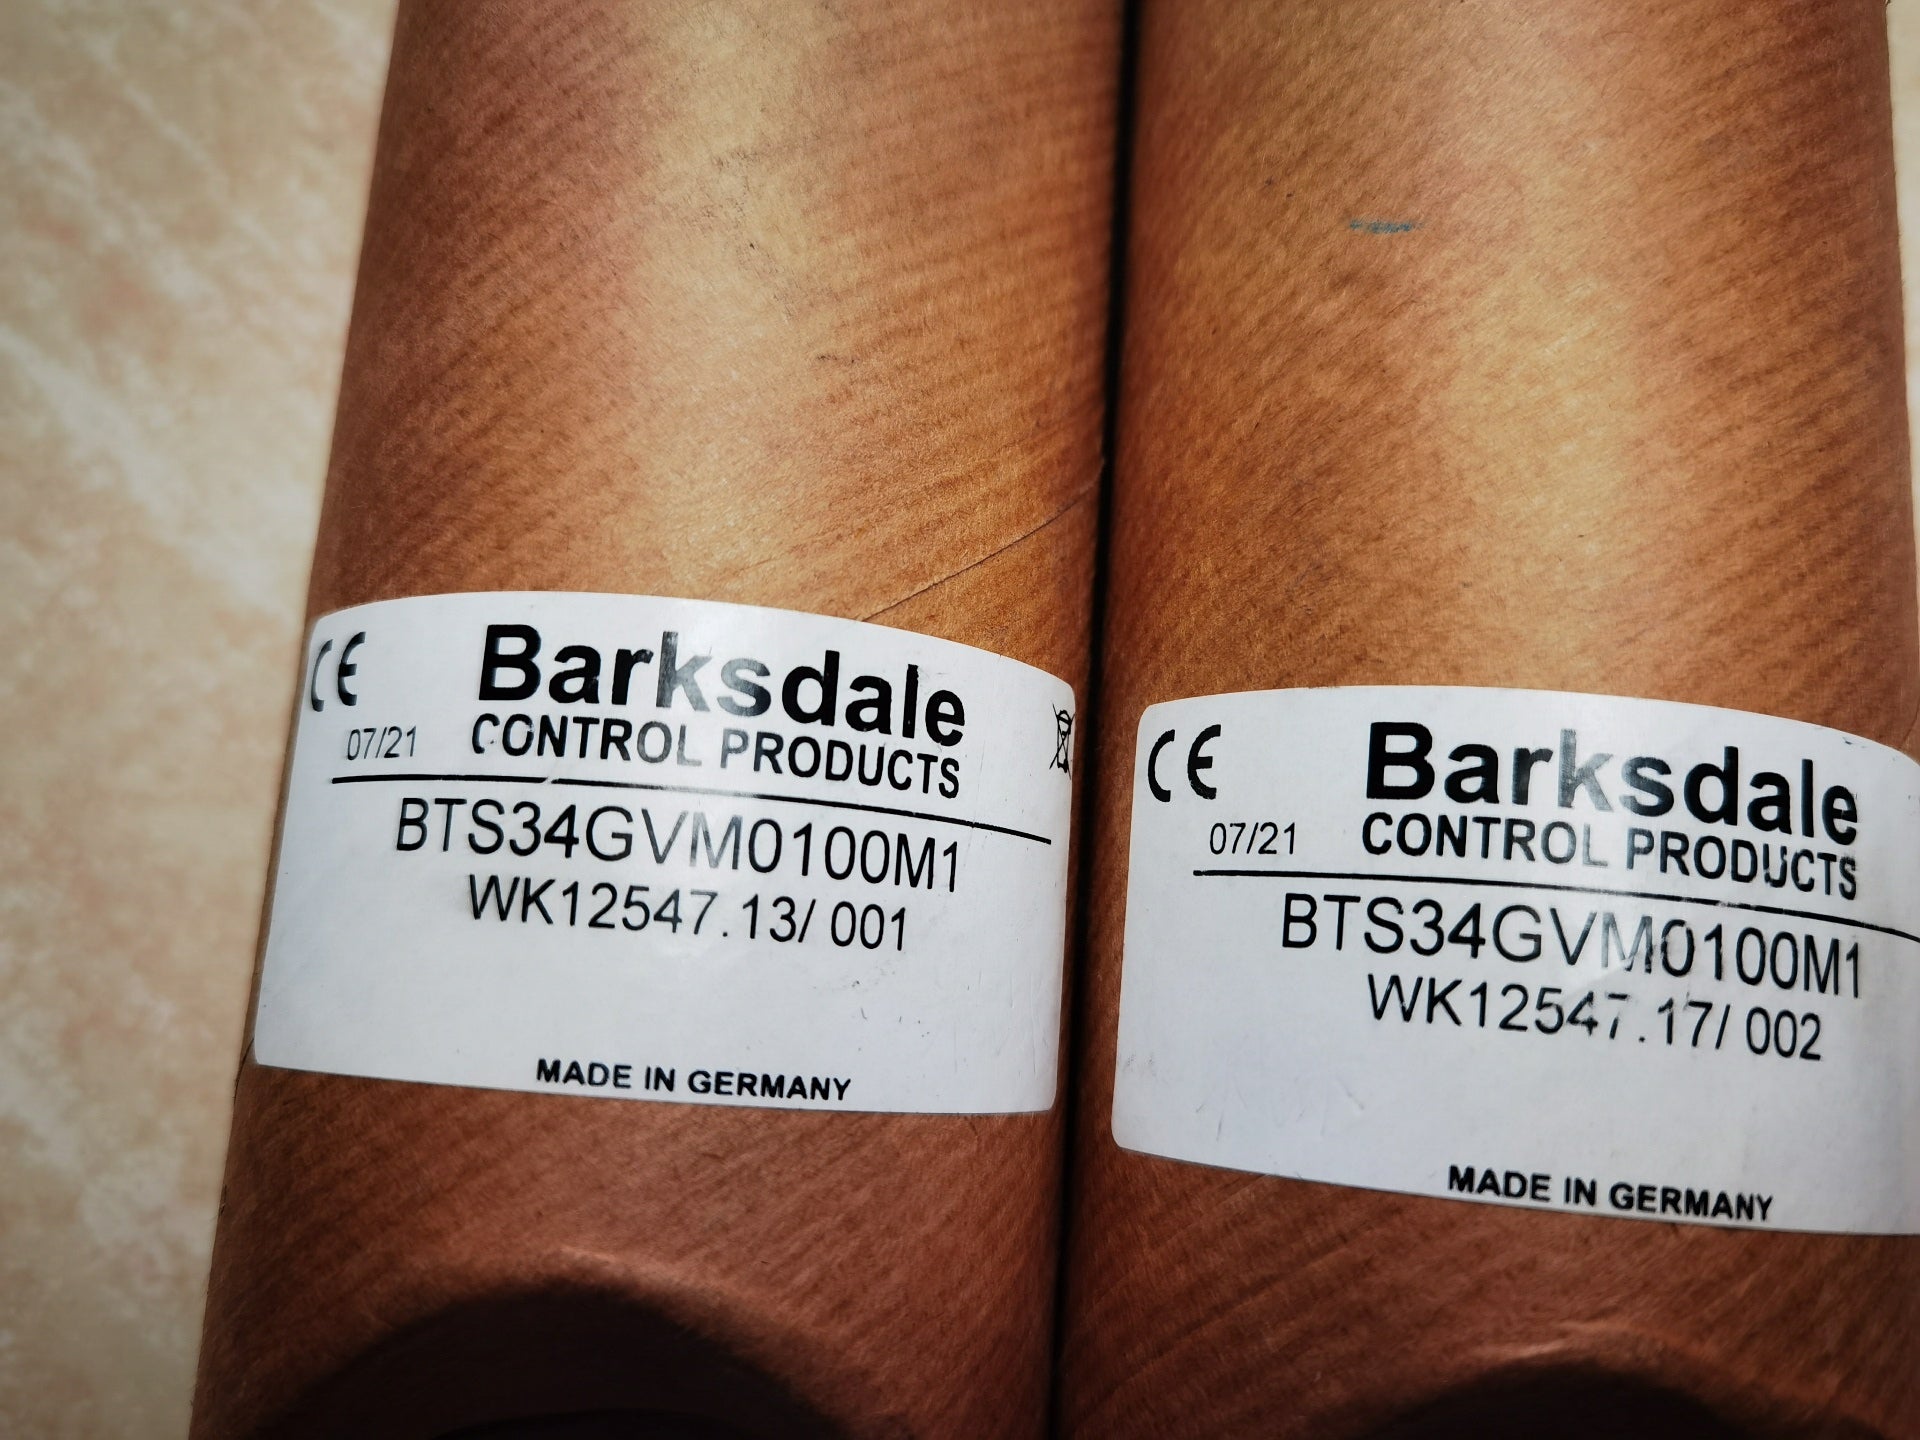 CE
Barksdale
07/21
CONTROL PRODUCTS
BTS34GVM0100M1
WK12547.13/ 001
MADE IN GERMANY
CE
Barksdale
07/21
CONTROL PRODUCTS
BTS34GVM0100M1
WK12547.17/ 002
MADE IN GERMANY